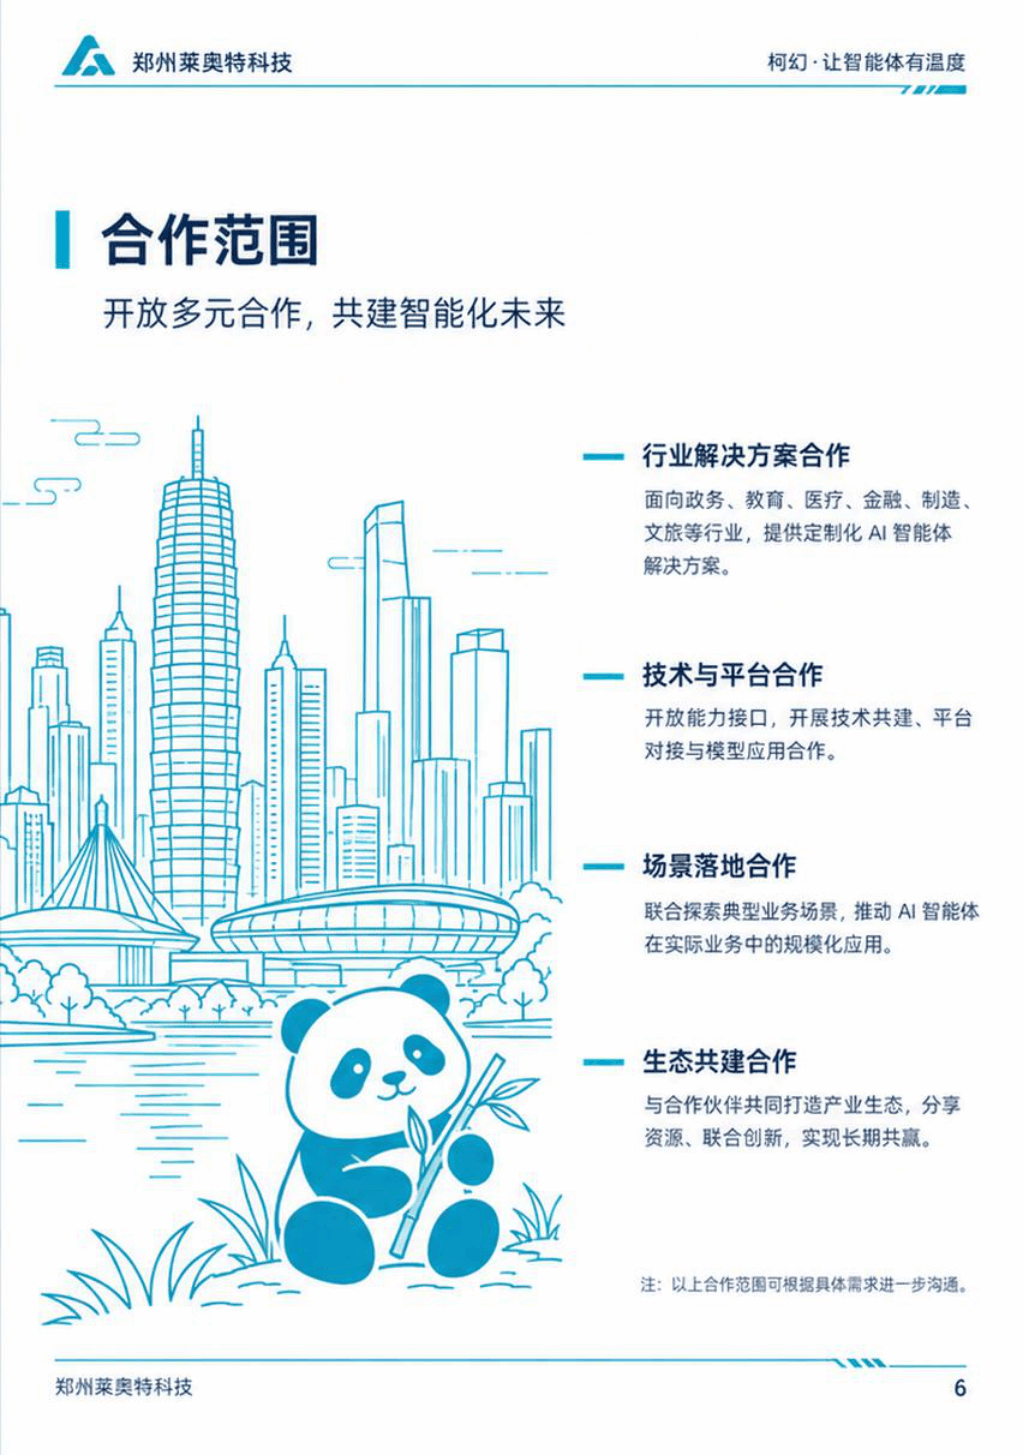 郑州莱奥特科技
柯幻·让智能体有温度
合作范围
开放多元合作，共建智能化未来
行业解决方案合作
面向政务、教育、医疗、金融、制造、
文旅等行业，提供定制化 AI 智能体
解决方案。
技术与平台合作
开放能力接口，开展技术共建、平台
对接与模型应用合作。
场景落地合作
联合探索典型业务场景，推动 AI 智能体
在实际业务中的规模化应用。
生态共建合作
与合作伙伴共同打造产业生态，分享
资源、联合创新，实现长期共赢。
注：以上合作范围可根据具体需求进一步沟通。
郑州莱奥特科技
6